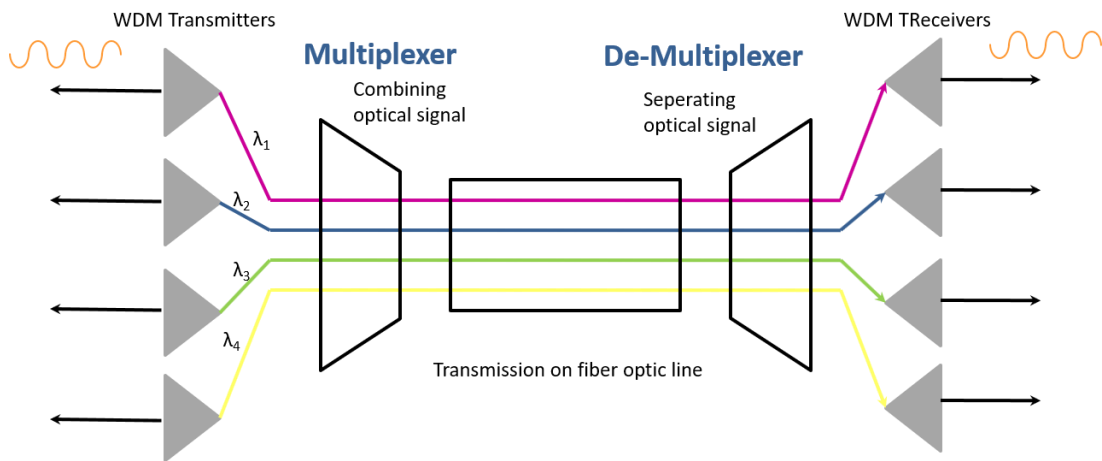 WDM Transmitters
WDM TReceivers
Multiplexer
De-Multiplexer
Combining
optical signal
Seperating
optical signal
λ₁
λ₂
λ₃
λ₄
Transmission on fiber optic line